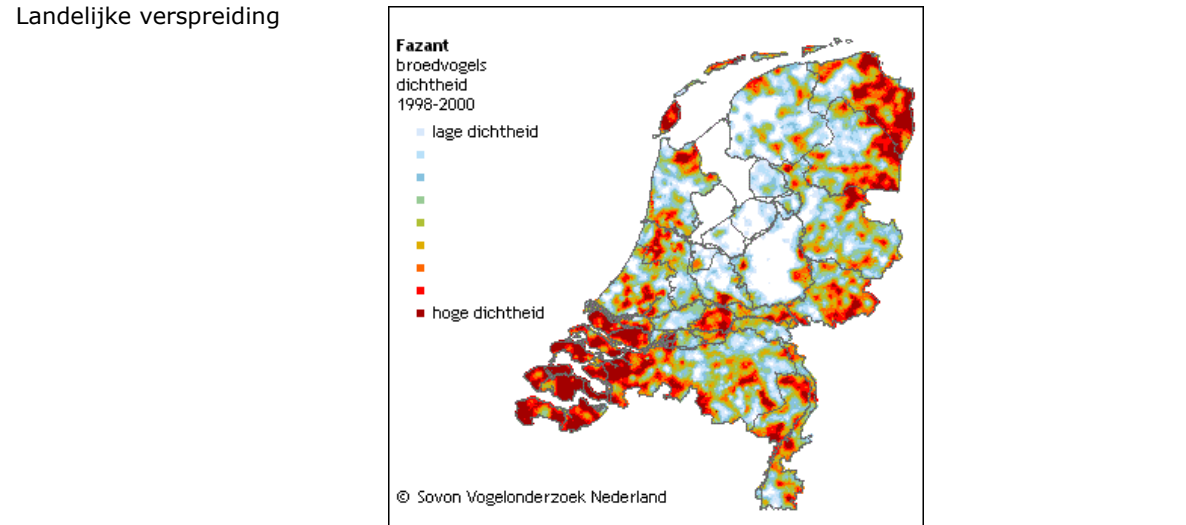 Landelijke verspreiding
Fazant
broedvogels
dichtheid
1998-2000
lage dichtheid
hoge dichtheid
© Sovon Vogelonderzoek Nederland